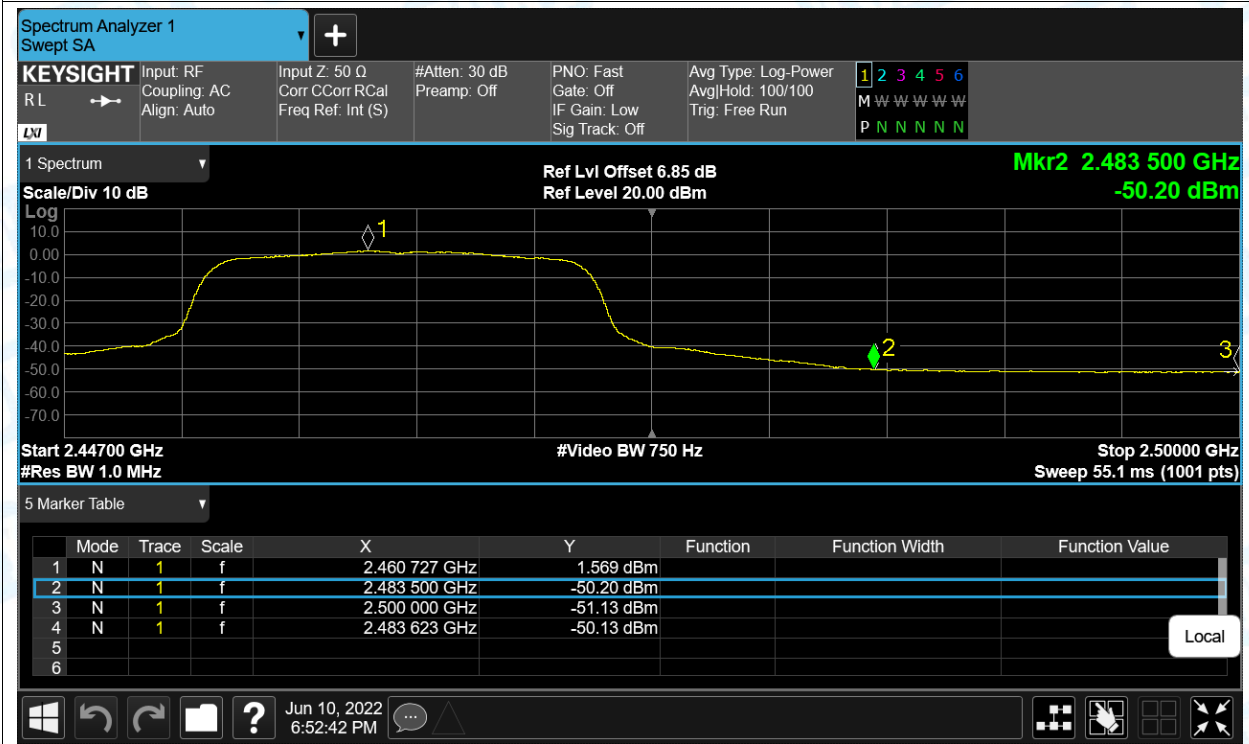 Spectrum Analyzer 1
Swept SA
+
KEYSIGHT
R L
LXI
Input: RF
Coupling: AC
Align: Auto
Input Z: 50 Ω
Corr CCorr RCal
Freq Ref: Int (S)
#Atten: 30 dB
Preamp: Off
PNO: Fast
Gate: Off
IF Gain: Low
Sig Track: Off
Avg Type: Log-Power
Avg|Hold: 100/100
Trig: Free Run
1 2 3 4 5 6
M W W W W W
P N N N N N
1 Spectrum
Scale/Div 10 dB
Ref Lvl Offset 6.85 dB
Ref Level 20.00 dBm
Mkr2 2.483 500 GHz
-50.20 dBm
Log
10.0
0.00
-10.0
-20.0
-30.0
-40.0
-50.0
-60.0
-70.0
1
2
3
Start 2.44700 GHz
#Video BW 750 Hz
Stop 2.50000 GHz
#Res BW 1.0 MHz
Sweep 55.1 ms (1001 pts)
5 Marker Table
Mode Trace Scale X Y Function Function Width Function Value
1 N 1 f 2.460 727 GHz 1.569 dBm
2 N 1 f 2.483 500 GHz -50.20 dBm
3 N 1 f 2.500 000 GHz -51.13 dBm
4 N 1 f 2.483 623 GHz -50.13 dBm
5
6
Local
?
Jun 10, 2022
6:52:42 PM